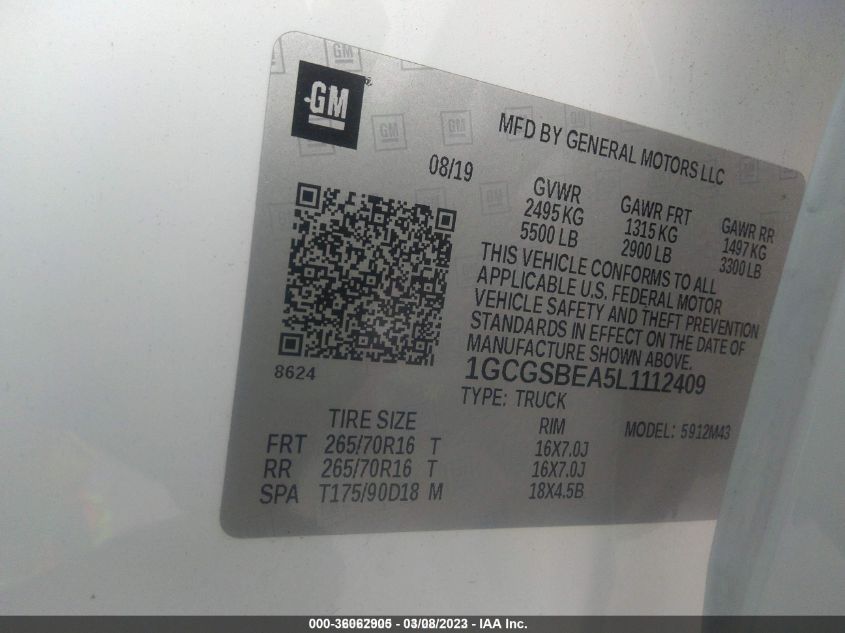 GM
MFD BY GENERAL MOTORS LLC
08/19
GVWR
2495 KG
5500 LB
GAWR FRT
1315 KG
2900 LB
GAWR RR
1497 KG
3300 LB
THIS VEHICLE CONFORMS TO ALL
APPLICABLE U.S. FEDERAL MOTOR
VEHICLE SAFETY AND THEFT PREVENTION
STANDARDS IN EFFECT ON THE DATE OF
MANUFACTURE SHOWN ABOVE.
8624
1GCGSBEA5L1112409
TYPE: TRUCK
MODEL: 5912M43
TIRE SIZE RIM
FRT 265/70R16 T 16X7.0J
RR 265/70R16 T 16X7.0J
SPA T175/90D18 M 18X4.5B
000-36062906 - 03/08/2023 - IAA Inc.